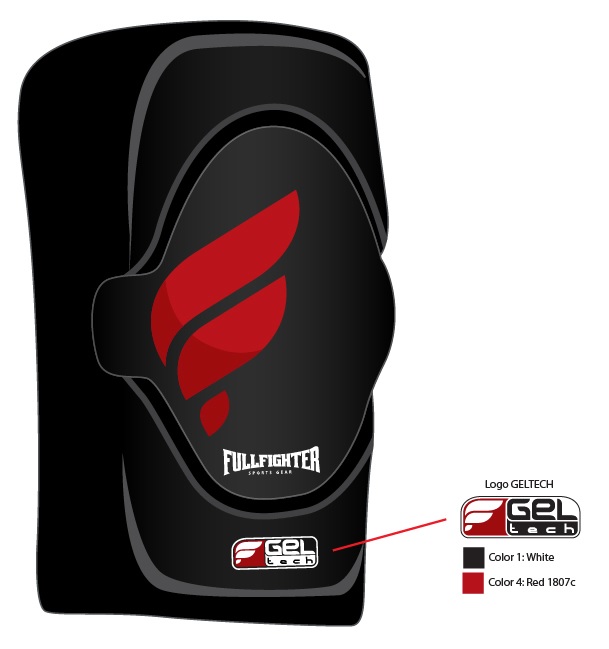 FULLFIGHTER
SPORTS GEAR
GEL
tech
Logo GELTECH
GEL
tech
Color 1: White
Color 4: Red 1807c